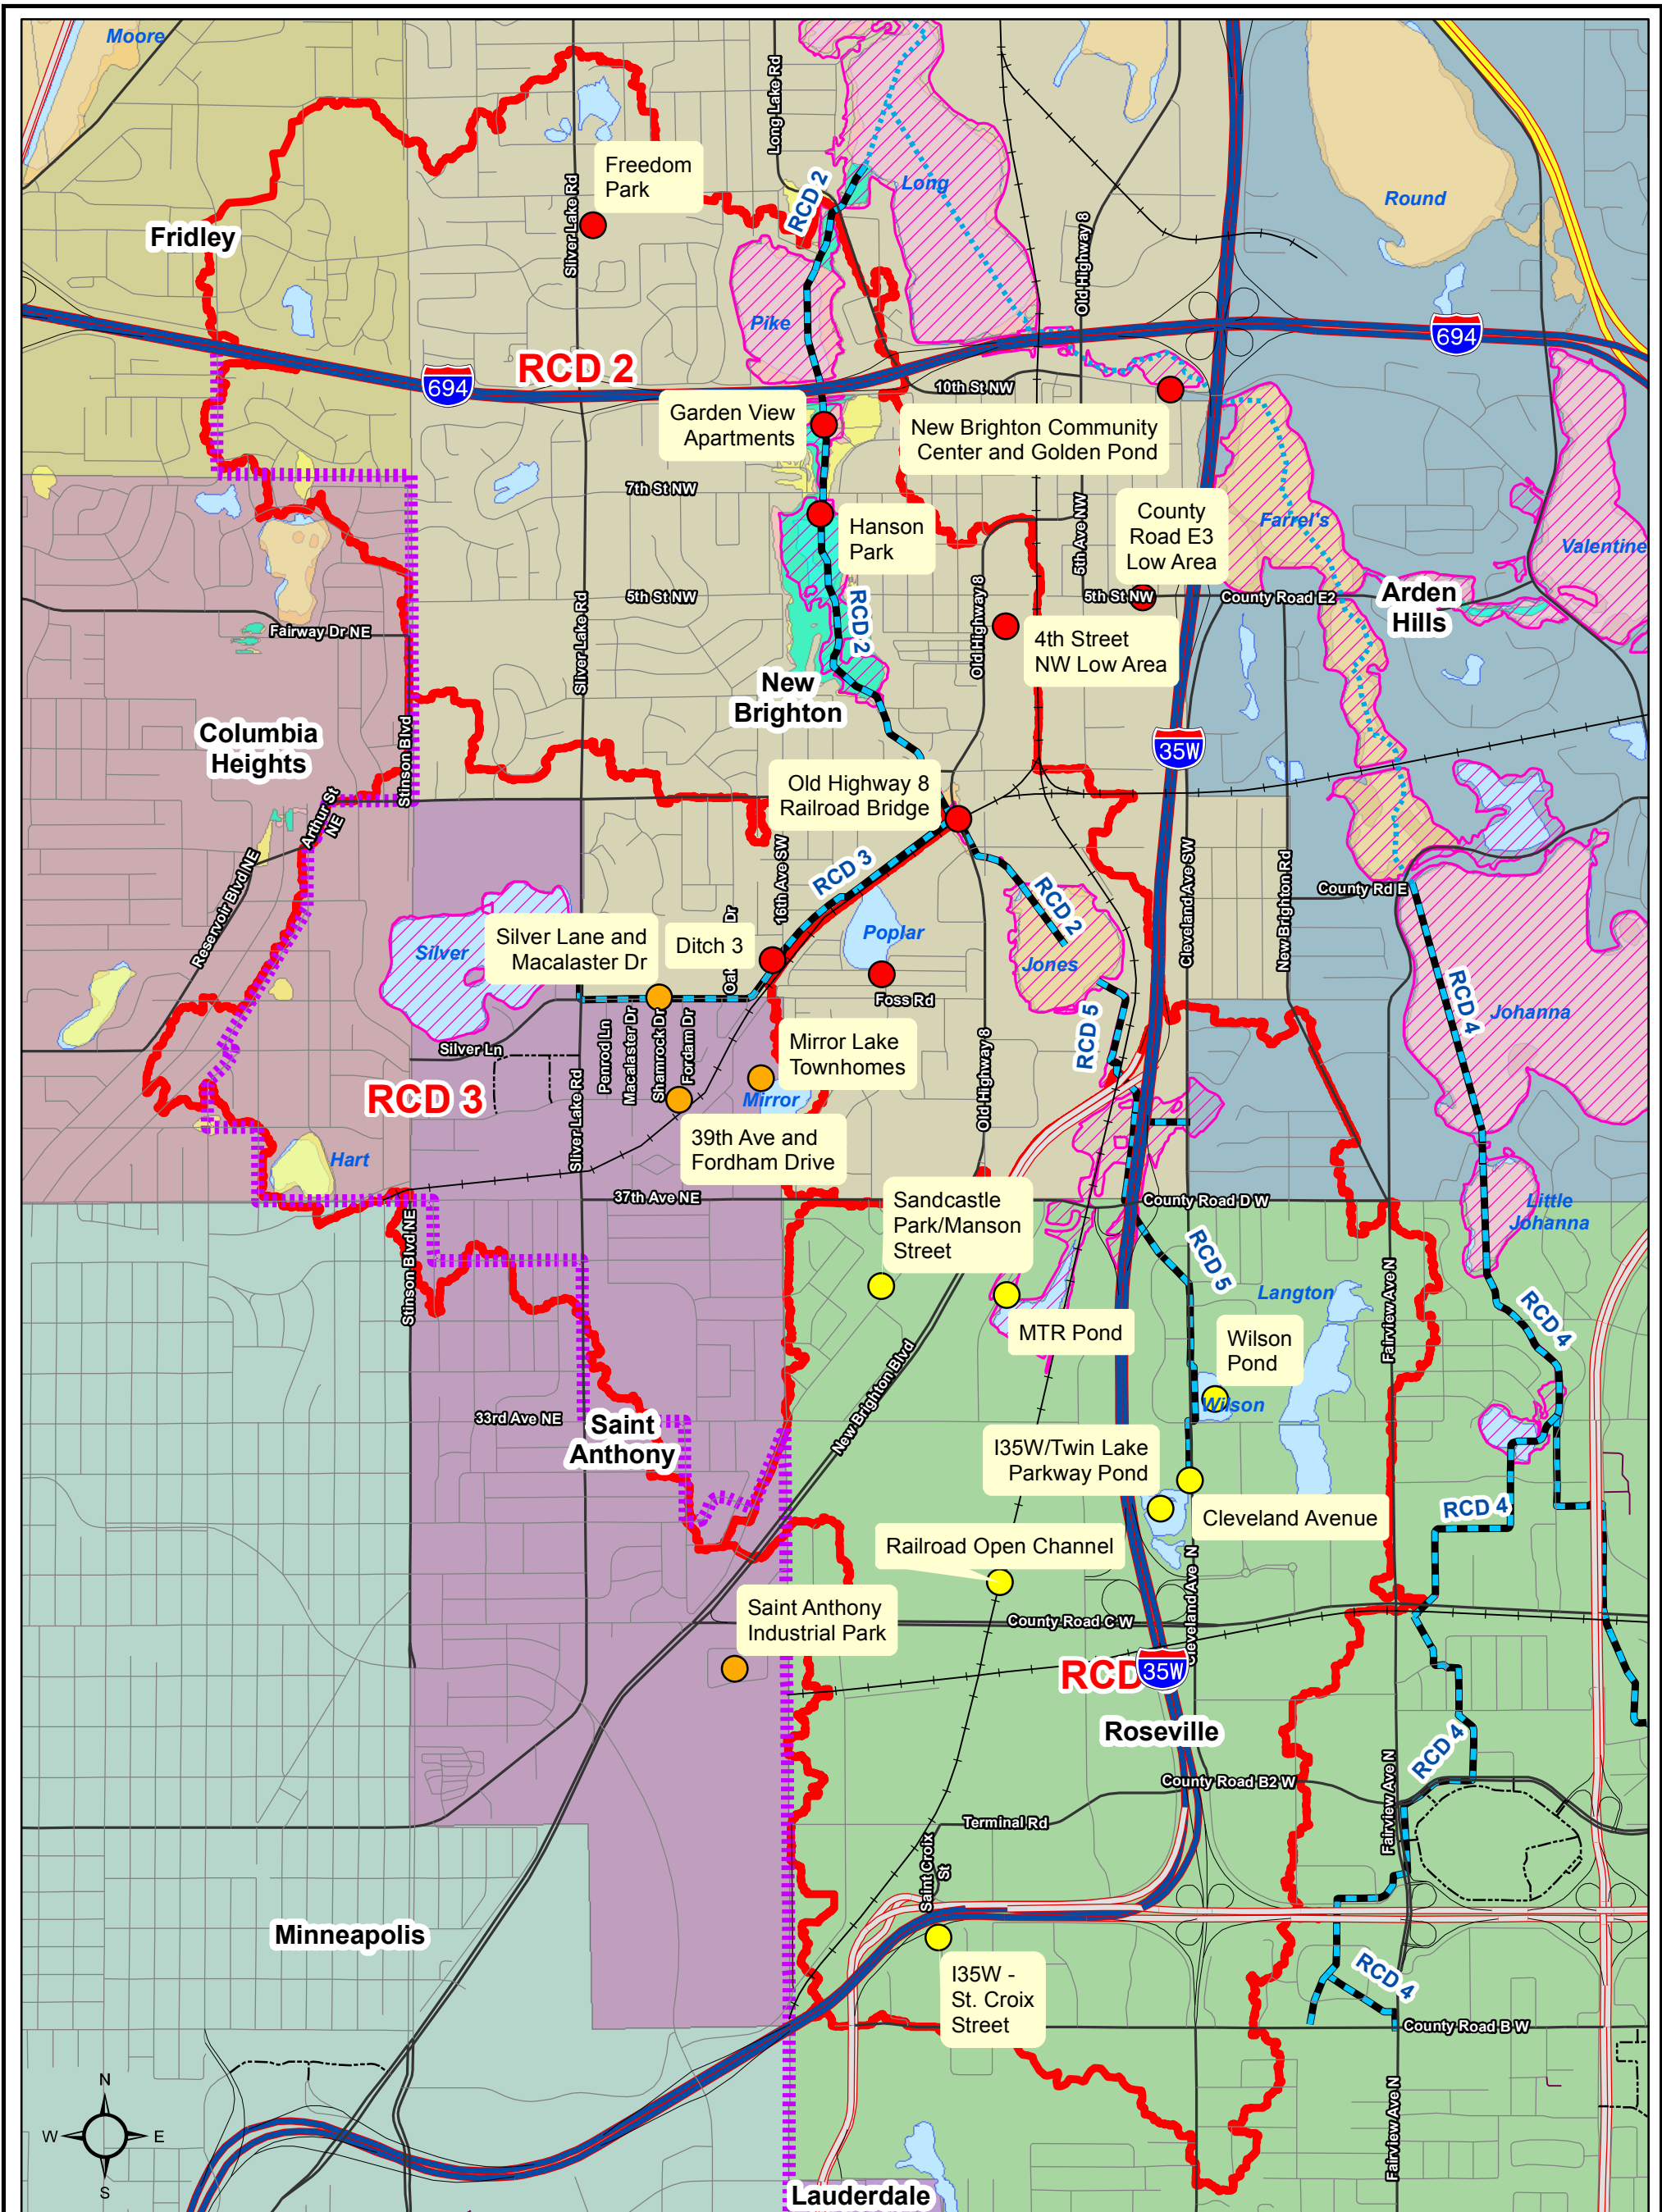 Moore
Long Lake Rd
Freedom
Park
RCD 2
Long
Round
Silver Lake Rd
Fridley
Old Highway 8
Pike
694
RCD 2
694
10th St NW
Garden View
Apartments
New Brighton Community
Center and Golden Pond
7th St NW
5th Ave NW
County
Road E3
Low Area
Farrel's
Hanson
Park
Valentine
5th St NW
RCD 2
Old Highway 8
5th St NW
County Road E2
Arden
Hills
Fairway Dr NE
Silver Lake Rd
4th Street
NW Low Area
New
Brighton
Columbia
Heights
Stinson Blvd
35W
Old Highway 8
Railroad Bridge
Arthur St
NE
Reservoir Blvd NE
16th Ave SW
RCD 3
Cleveland Ave SW
New Brighton Rd
County Rd E
RCD 2
Silver
Silver Lane and
Macalaster Dr
Ditch 3
Oak Dr
Poplar
Jones
Foss Rd
RCD 4
Johanna
RCD 5
Silver Ln
Penrod Ln
Macalaster Dr
Shamrock Dr
Fordam Dr
Mirror Lake
Townhomes
Old Highway 8
RCD 3
Mirror
Silver Lake Rd
39th Ave and
Fordham Drive
Hart
37th Ave NE
Sandcastle
Park/Manson
Street
County Road D W
Little
Johanna
Stinson Blvd NE
RCD 5
Langton
Fairview Ave N
RCD 4
MTR Pond
Wilson
Pond
New Brighton Blvd
Wilson
33rd Ave NE
Saint
Anthony
I35W/Twin Lake
Parkway Pond
RCD 4
Cleveland Avenue
Railroad Open Channel
Cleveland Ave N
Saint Anthony
Industrial Park
County Road C W
RCD
35W
Roseville
RCD 4
Fairview Ave N
County Road B2 W
Terminal Rd
Saint Croix
St
Minneapolis
I35W -
St. Croix
Street
RCD 4
County Road B W
N
W
E
S
Fairview Ave N
Lauderdale